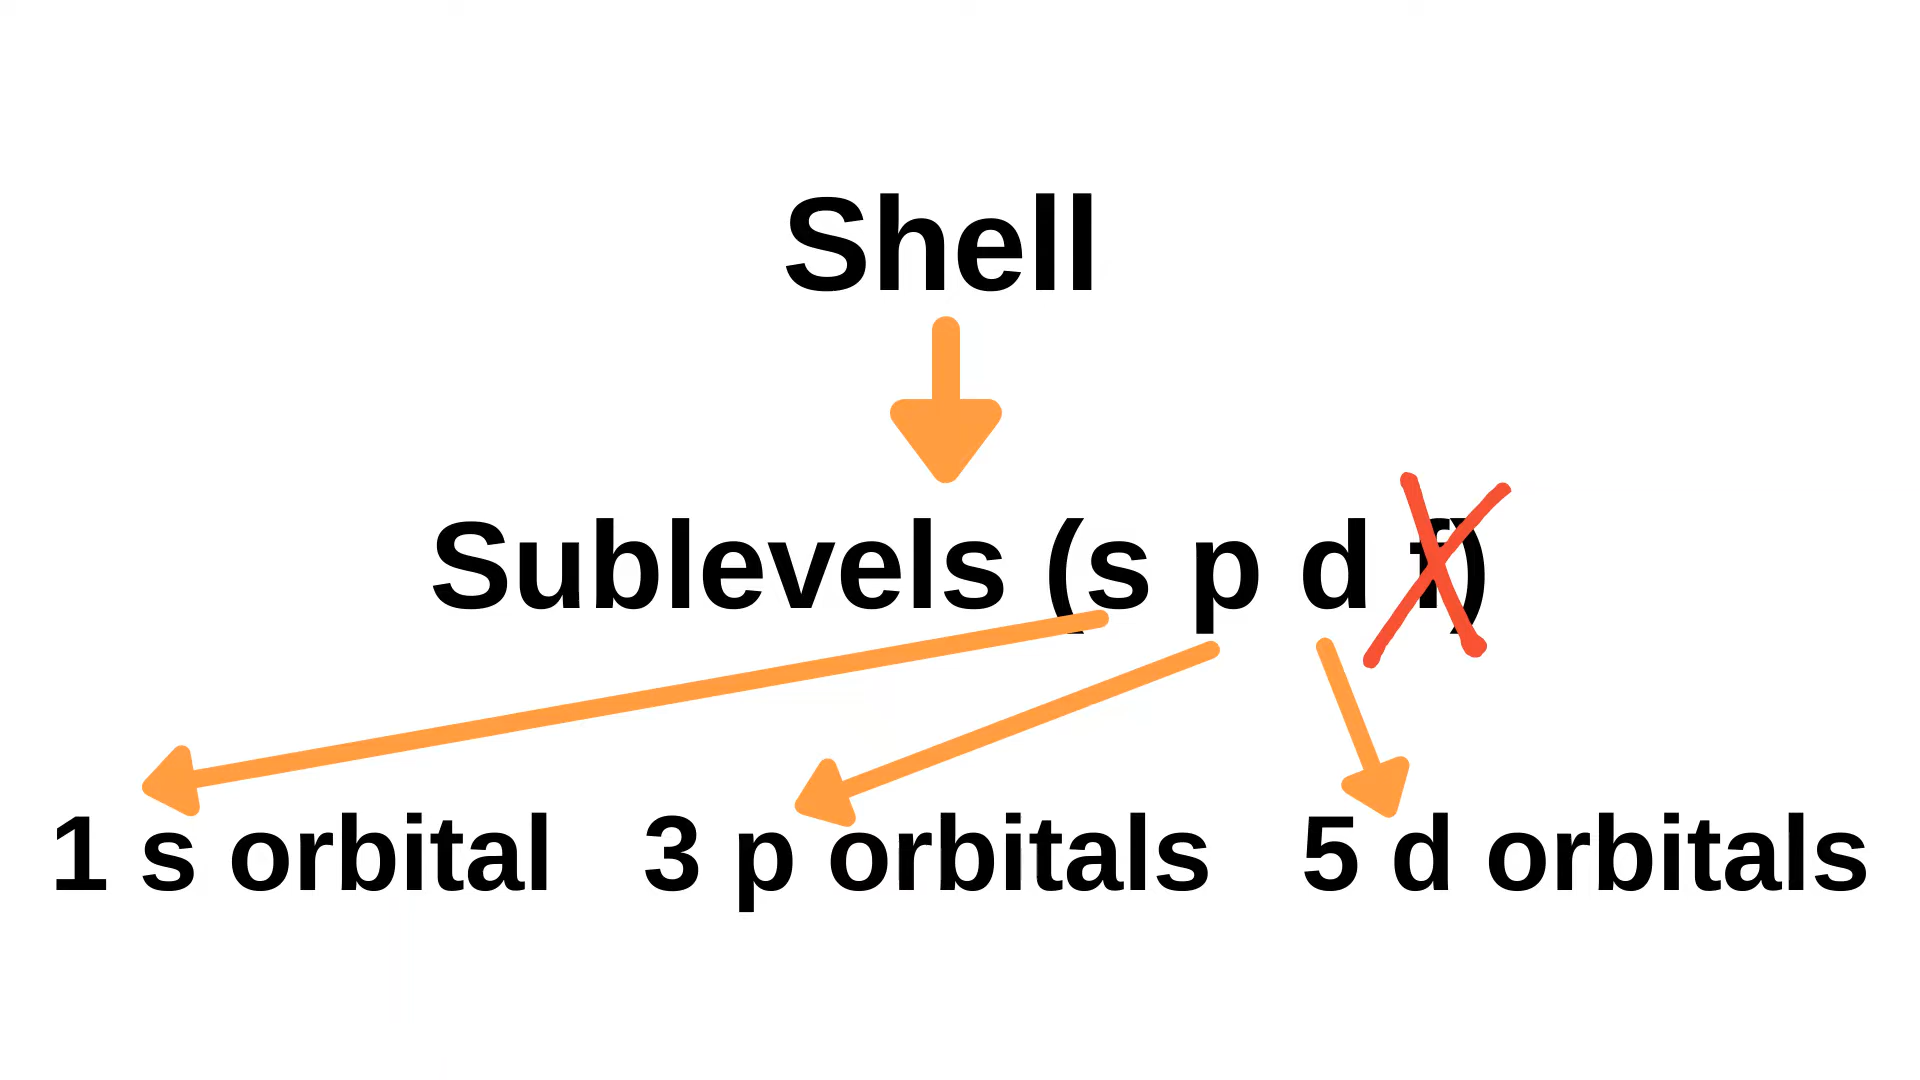 Shell
Sublevels (s p d f)
1 s orbital 3 p orbitals 5 d orbitals